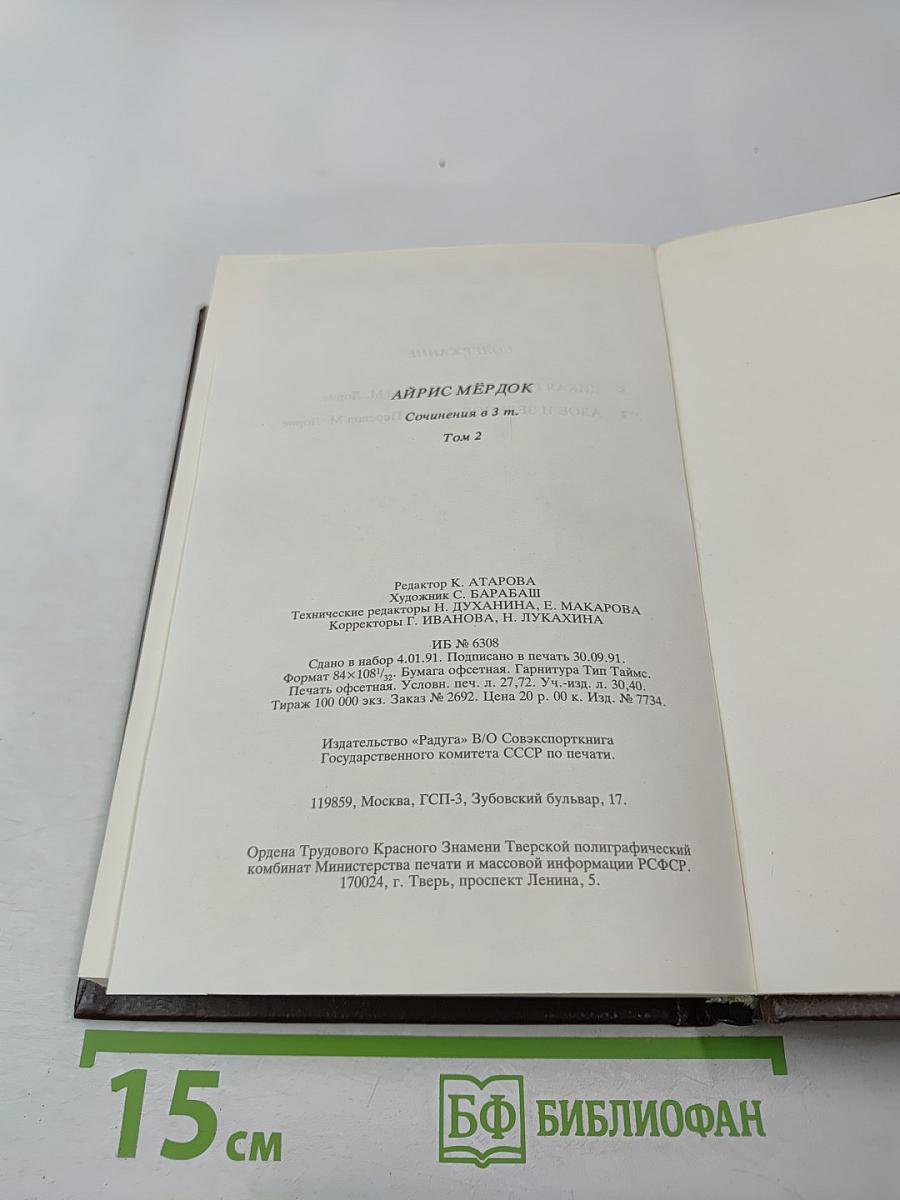 АЙРИС МЁРДОК
Сочинения в 3 т.
Том 2
Редактор К. АТАРОВА
Художник С. БАРАБАШ
Технические редакторы Н. ДУХАНИНА, Е. МАКАРОВА
Корректоры Г. ИВАНОВА, Н. ЛУКАХИНА
ИБ № 6308
Сдано в набор 4.01.91. Подписано в печать 30.09.91.
Формат 84×108¹/₃₂. Бумага офсетная. Гарнитура Тип Таймс.
Печать офсетная. Условн. печ. л. 27,72. Уч.-изд. л. 30,40.
Тираж 100 000 экз. Заказ № 2692. Цена 20 р. 00 к. Изд. № 7734.
Издательство «Радуга» В/О Совэкспорткнига
Государственного комитета СССР по печати.
119859, Москва, ГСП-3, Зубовский бульвар, 17.
Ордена Трудового Красного Знамени Тверской полиграфический
комбинат Министерства печати и массовой информации РСФСР.
170024, г. Тверь, проспект Ленина, 5.
15 см
БФ БИБЛИОФАН